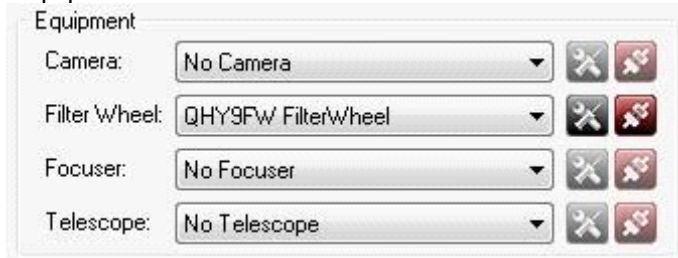 Equipment
Camera: No Camera
Filter Wheel: QHY9FW FilterWheel
Focuser: No Focuser
Telescope: No Telescope